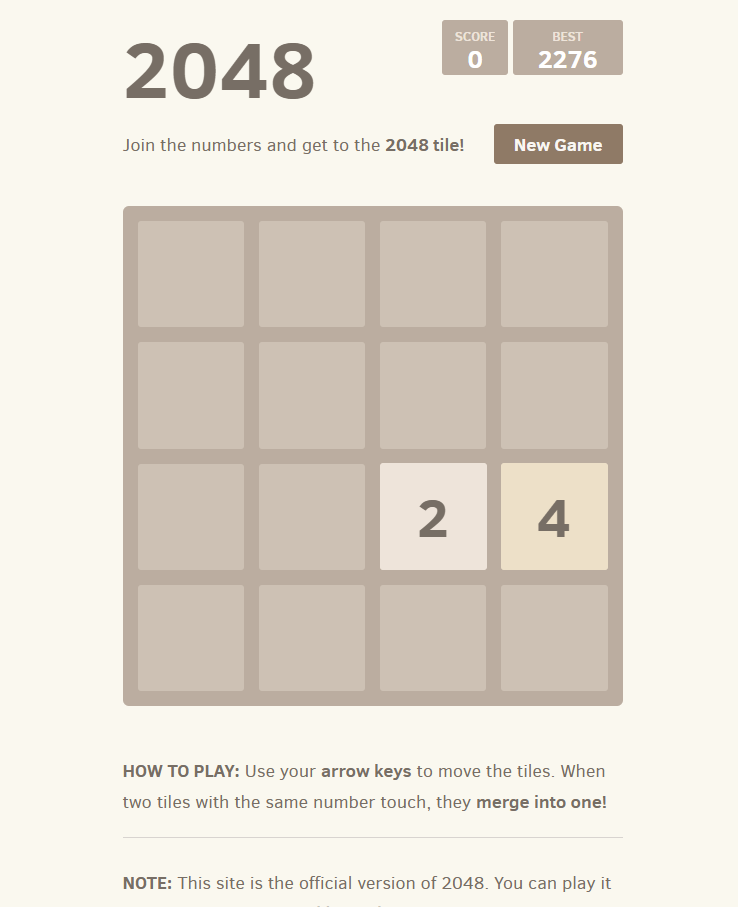 2048
SCORE
0
BEST
2276
Join the numbers and get to the 2048 tile!
New Game
2
4
HOW TO PLAY: Use your arrow keys to move the tiles. When
two tiles with the same number touch, they merge into one!
NOTE: This site is the official version of 2048. You can play it